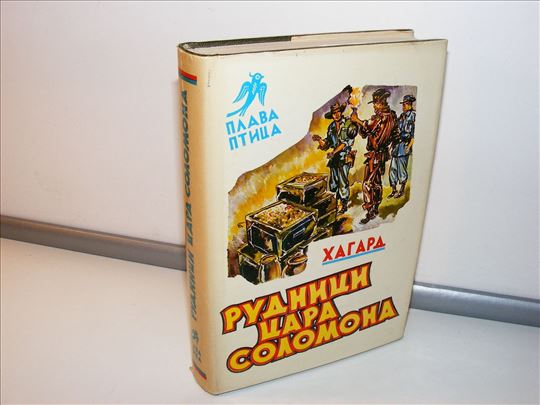 ПЛАВА
ПТИЦА
ХАГАРД
РУДНИЦИ
ЦАРА
СОЛОМОНА
РУДНИЦИ ЦАРА СОЛОМОНА